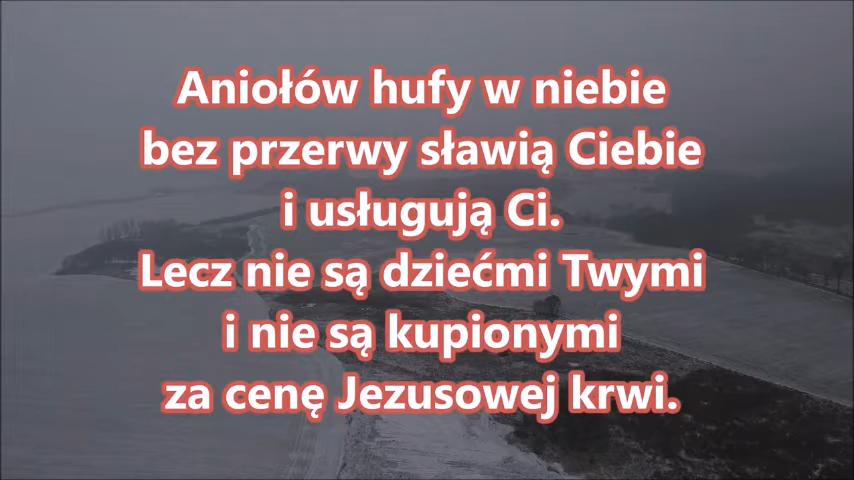 Aniołów hufy w niebie
bez przerwy sławią Ciebie
i usługują Ci.
Lecz nie są dziećmi Twymi
i nie są kupionymi
za cenę Jezusowej krwi.